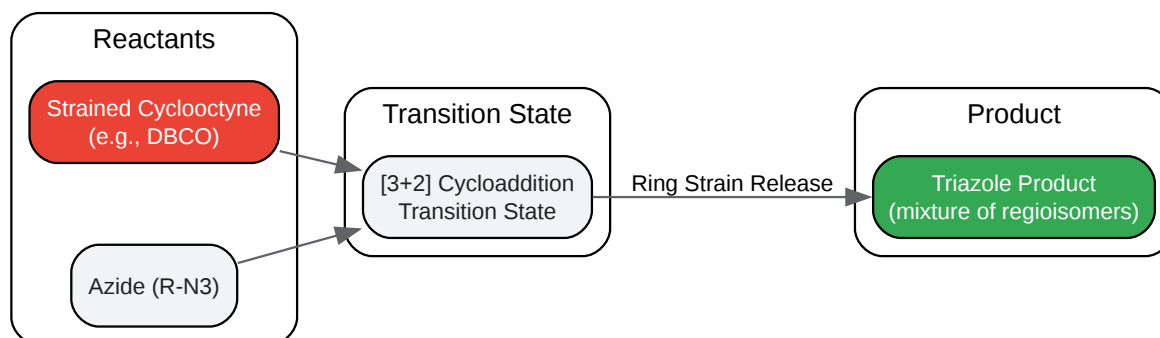 Reactants
Strained Cyclooctyne
(e.g., DBCO)
Azide (R-N3)
Transition State
[3+2] Cycloaddition
Transition State
Ring Strain Release
Product
Triazole Product
(mixture of regioisomers)